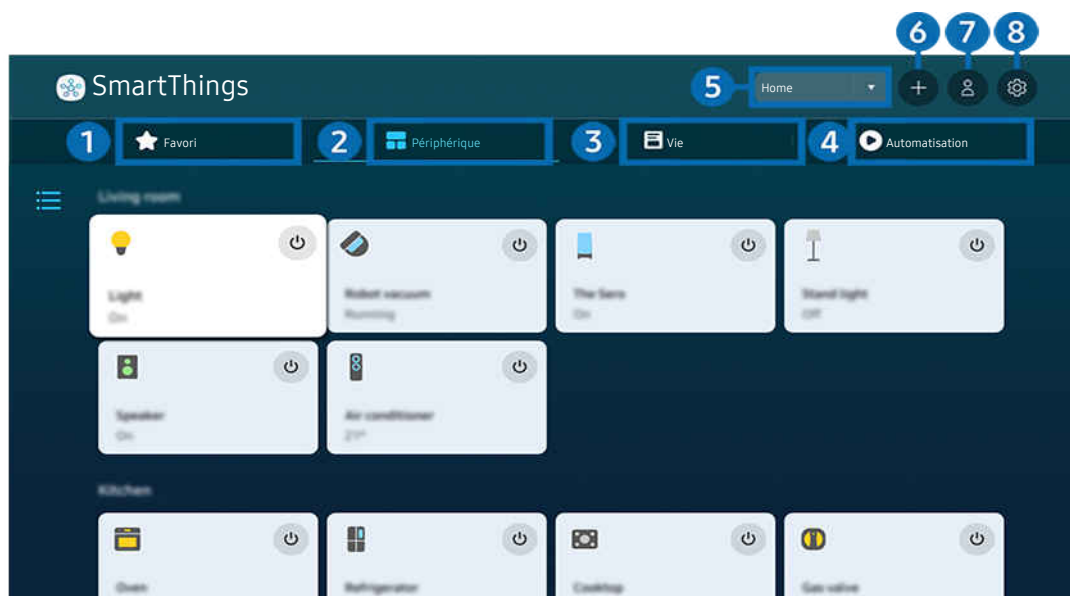 6 7 8
SmartThings
5 Home
1 Favori 2 Périphérique 3 Vie 4 Automatisation
Living room
Light Robot vacuum The Sero Stand light
On Running On Off
Speaker Air conditioner
On 21°
Kitchen
Oven Refrigerator Cooktop Gas valve